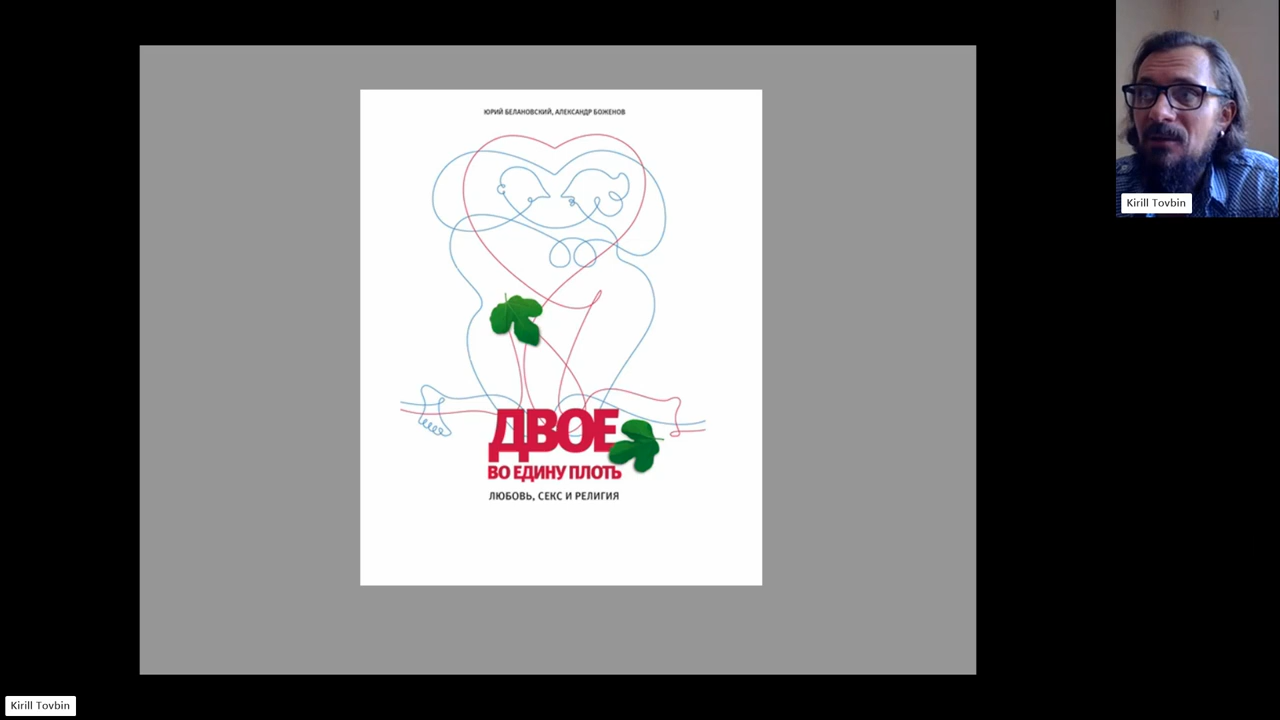 ЮРИЙ БЕЛАНОВСКИЙ, АЛЕКСАНДР БОЖЕНОВ
ДВОЕ
ВО ЕДИНУ ПЛОТЬ
ЛЮБОВЬ, СЕКС И РЕЛИГИЯ
Kirill Tovbin
Kirill Tovbin